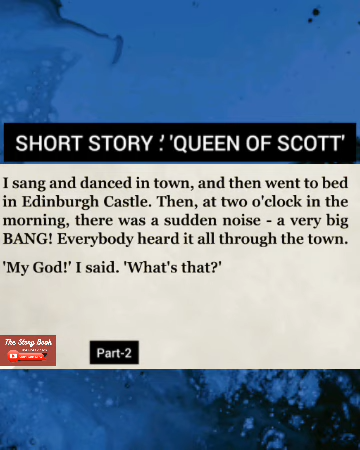 SHORT STORY :' 'QUEEN OF SCOTT'
I sang and danced in town, and then went to bed
in Edinburgh Castle. Then, at two o'clock in the
morning, there was a sudden noise - a very big
BANG! Everybody heard it all through the town.
'My God!' I said. 'What's that?'
The Story Book
Part-2